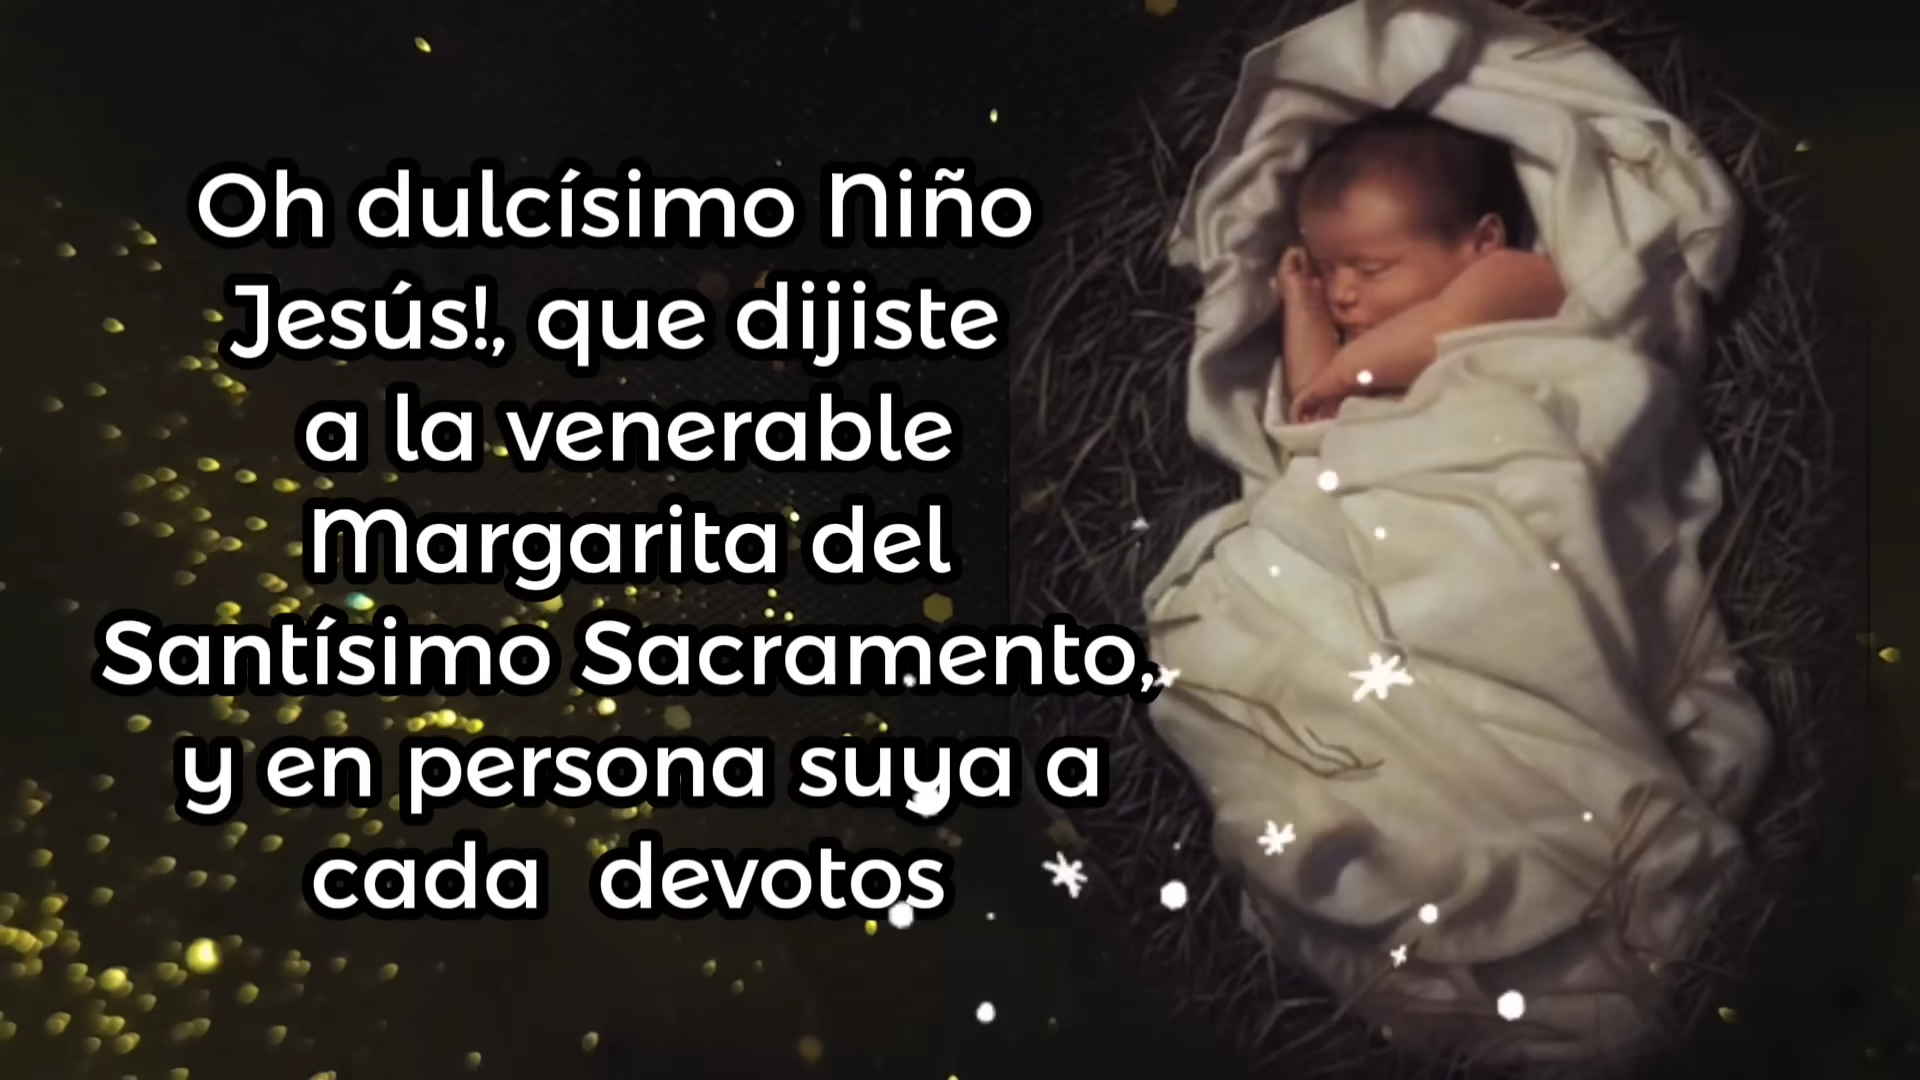 Oh dulcísimo Niño
Jesús!, que dijiste
a la venerable
Margarita del
Santísimo Sacramento,
y en persona suya a
cada devotos